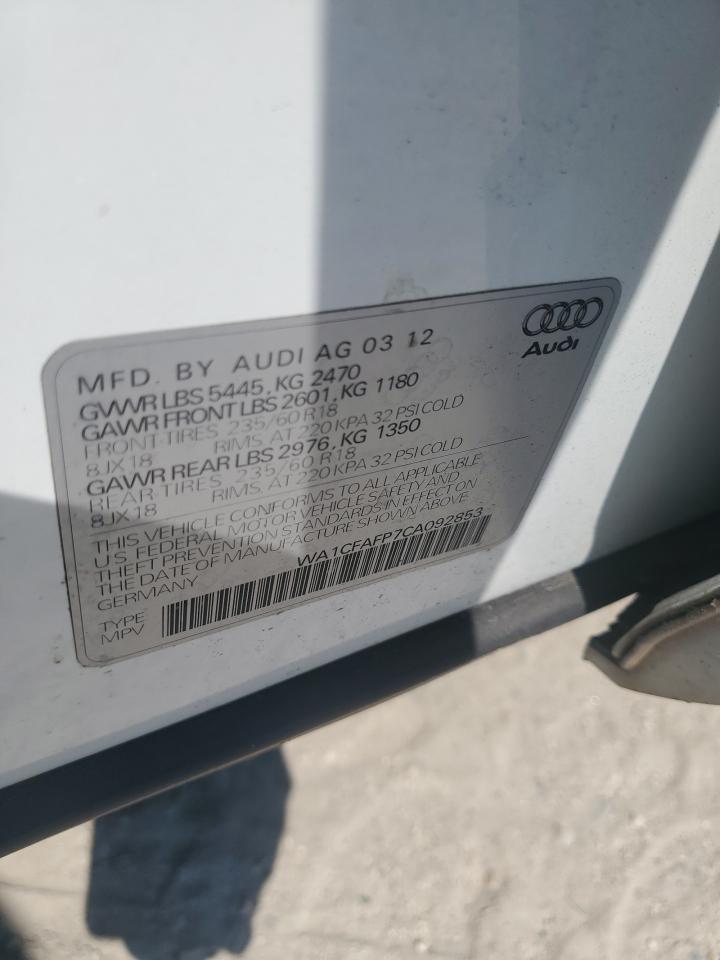 Audi
MFD. BY AUDI AG 03 12
GVWR LBS 5445, KG 2470
GAWR FRONT LBS 2601, KG 1180
FRONT-TIRES 235/60 R18
8JX18 RIMS, AT 220 KPA 32 PSI COLD
GAWR REAR LBS 2976, KG 1350
REAR-TIRES 235/60 R18
8JX18 RIMS, AT 220 KPA 32 PSI COLD
THIS VEHICLE CONFORMS TO ALL APPLICABLE
U.S. FEDERAL MOTOR VEHICLE SAFETY AND
THEFT PREVENTION STANDARDS IN EFFECT ON
THE DATE OF MANUFACTURE SHOWN ABOVE.
GERMANY WA1CFAFP7CA092853
TYPE
MPV